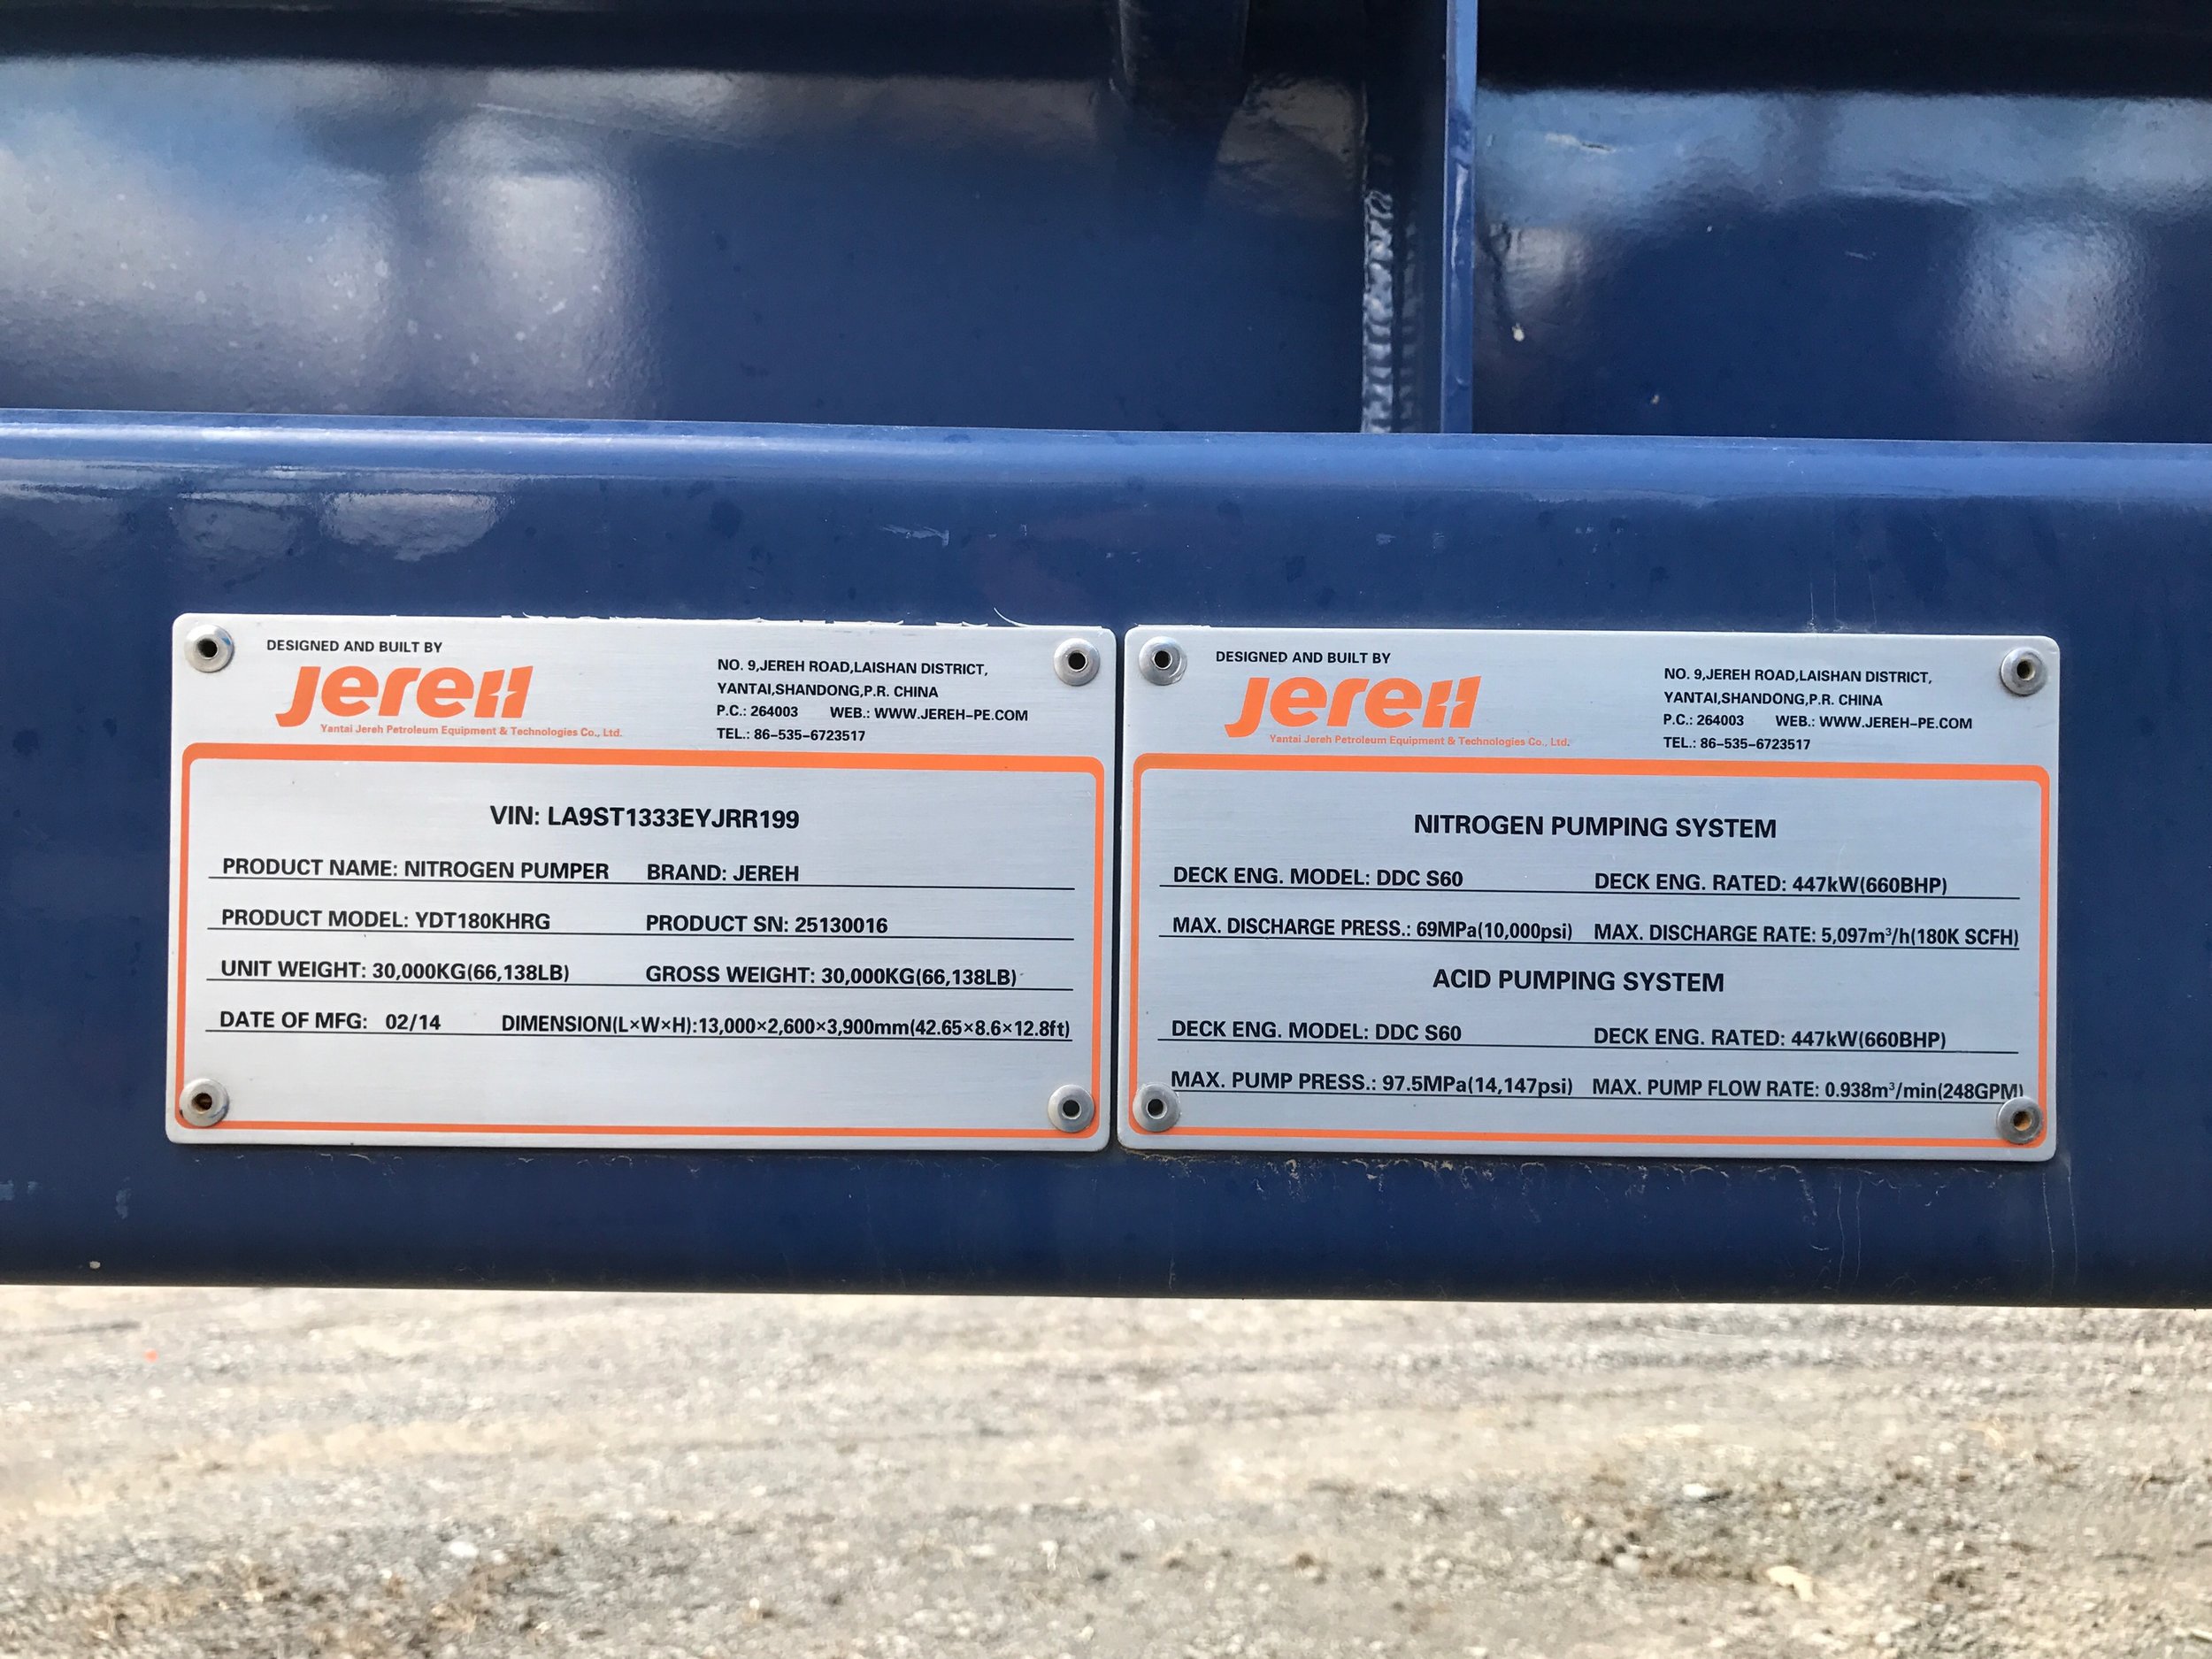 DESIGNED AND BUILT BY
Jereh
Yantai Jereh Petroleum Equipment & Technologies Co., Ltd.
NO. 9,JEREH ROAD,LAISHAN DISTRICT,
YANTAI,SHANDONG,P.R. CHINA
P.C.: 264003 WEB.: WWW.JEREH-PE.COM
TEL.: 86-535-6723517
VIN: LA9ST1333EYJRR199
PRODUCT NAME: NITROGEN PUMPER BRAND: JEREH
PRODUCT MODEL: YDT180KHRG PRODUCT SN: 25130016
UNIT WEIGHT: 30,000KG(66,138LB) GROSS WEIGHT: 30,000KG(66,138LB)
DATE OF MFG: 02/14 DIMENSION(L×W×H):13,000×2,600×3,900mm(42.65×8.6×12.8ft)
DESIGNED AND BUILT BY
Jereh
Yantai Jereh Petroleum Equipment & Technologies Co., Ltd.
NO. 9,JEREH ROAD,LAISHAN DISTRICT,
YANTAI,SHANDONG,P.R. CHINA
P.C.: 264003 WEB.: WWW.JEREH-PE.COM
TEL.: 86-535-6723517
NITROGEN PUMPING SYSTEM
DECK ENG. MODEL: DDC S60 DECK ENG. RATED: 447kW(660BHP)
MAX. DISCHARGE PRESS.: 69MPa(10,000psi) MAX. DISCHARGE RATE: 5,097m³/h(180K SCFH)
ACID PUMPING SYSTEM
DECK ENG. MODEL: DDC S60 DECK ENG. RATED: 447kW(660BHP)
MAX. PUMP PRESS.: 97.5MPa(14,147psi) MAX. PUMP FLOW RATE: 0.938m³/min(248GPM)